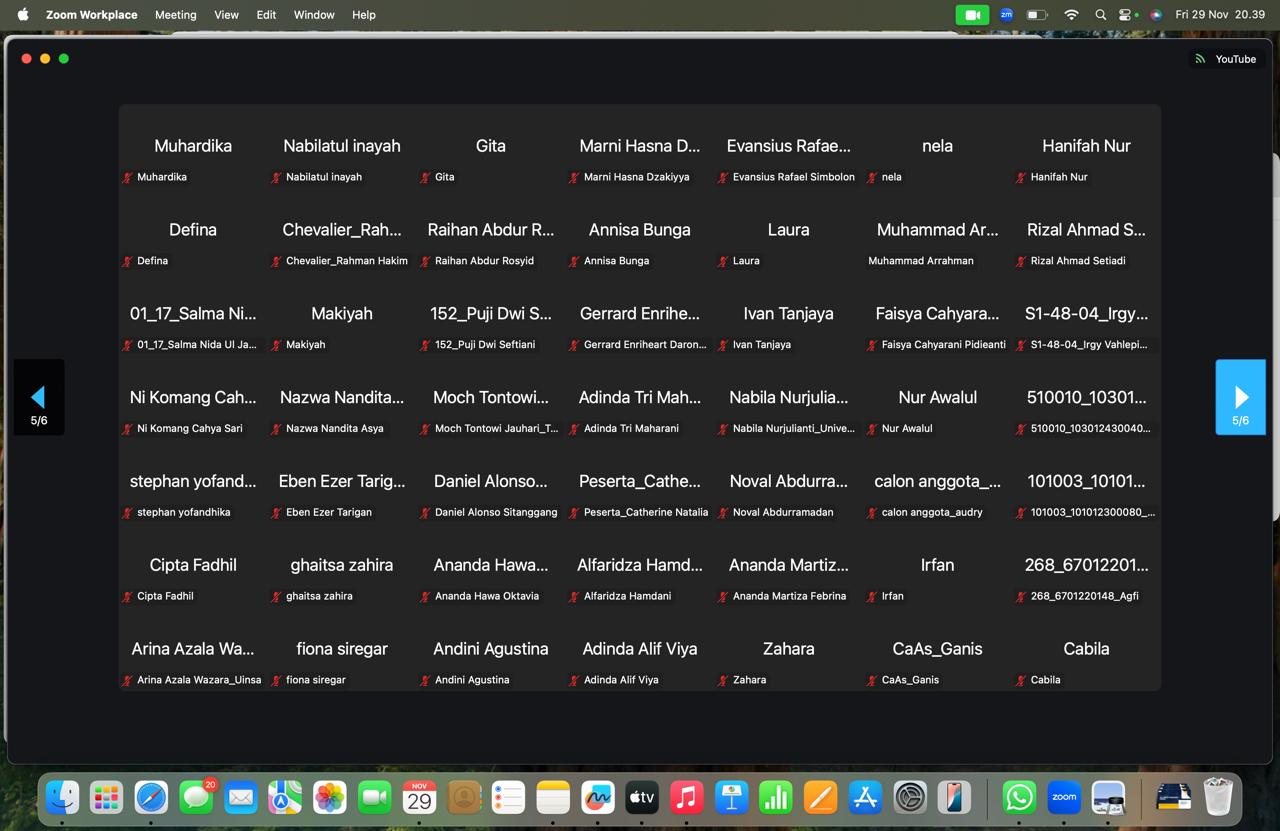 Zoom Workplace Meeting View Edit Window Help zm Fri 29 Nov 20.39
YouTube
Muhardika Nabilatul inayah Gita Marni Hasna D... Evansius Rafae... nela Hanifah Nur
Muhardika Nabilatul inayah Gita Marni Hasna Dzakiyya Evansius Rafael Simbolon nela Hanifah Nur
Defina Chevalier_Rah... Raihan Abdur R... Annisa Bunga Laura Muhammad Ar... Rizal Ahmad S...
Defina Chevalier_Rahman Hakim Raihan Abdur Rosyid Annisa Bunga Laura Muhammad Arrahman Rizal Ahmad Setiadi
01_17_Salma Ni... Makiyah 152_Puji Dwi S... Gerrard Enrihe... Ivan Tanjaya Faisya Cahyara... S1-48-04_Irgy...
01_17_Salma Nida Ul Ja... Makiyah 152_Puji Dwi Seftiani Gerrard Enriheart Daron... Ivan Tanjaya Faisya Cahyarani Pidieanti S1-48-04_Irgy Vahlepi...
Ni Komang Cah... Nazwa Nandita... Moch Tontowi... Adinda Tri Mah... Nabila Nurjulia... Nur Awalul 510010_10301...
5/6 5/6
Ni Komang Cahya Sari Nazwa Nandita Asya Moch Tontowi Jauhari_T... Adinda Tri Maharani Nabila Nurjulianti_Unive... Nur Awalul 510010_103012430040...
stephan yofand... Eben Ezer Tarig... Daniel Alonso... Peserta_Cathe... Noval Abdurra... calon anggota_... 101003_10101...
stephan yofandhika Eben Ezer Tarigan Daniel Alonso Sitanggang Peserta_Catherine Natalia Noval Abdurramadan calon anggota_audry 101003_101012300080_...
Cipta Fadhil ghaitsa zahira Ananda Hawa... Alfaridza Hamd... Ananda Martiz... Irfan 268_67012201...
Cipta Fadhil ghaitsa zahira Ananda Hawa Oktavia Alfaridza Hamdani Ananda Martiza Febrina Irfan 268_6701220148_Agfi
Arina Azala Wa... fiona siregar Andini Agustina Adinda Alif Viya Zahara CaAs_Ganis Cabila
Arina Azala Wazara_Uinsa fiona siregar Andini Agustina Adinda Alif Viya Zahara CaAs_Ganis Cabila
20 NOV
29 tv zoom